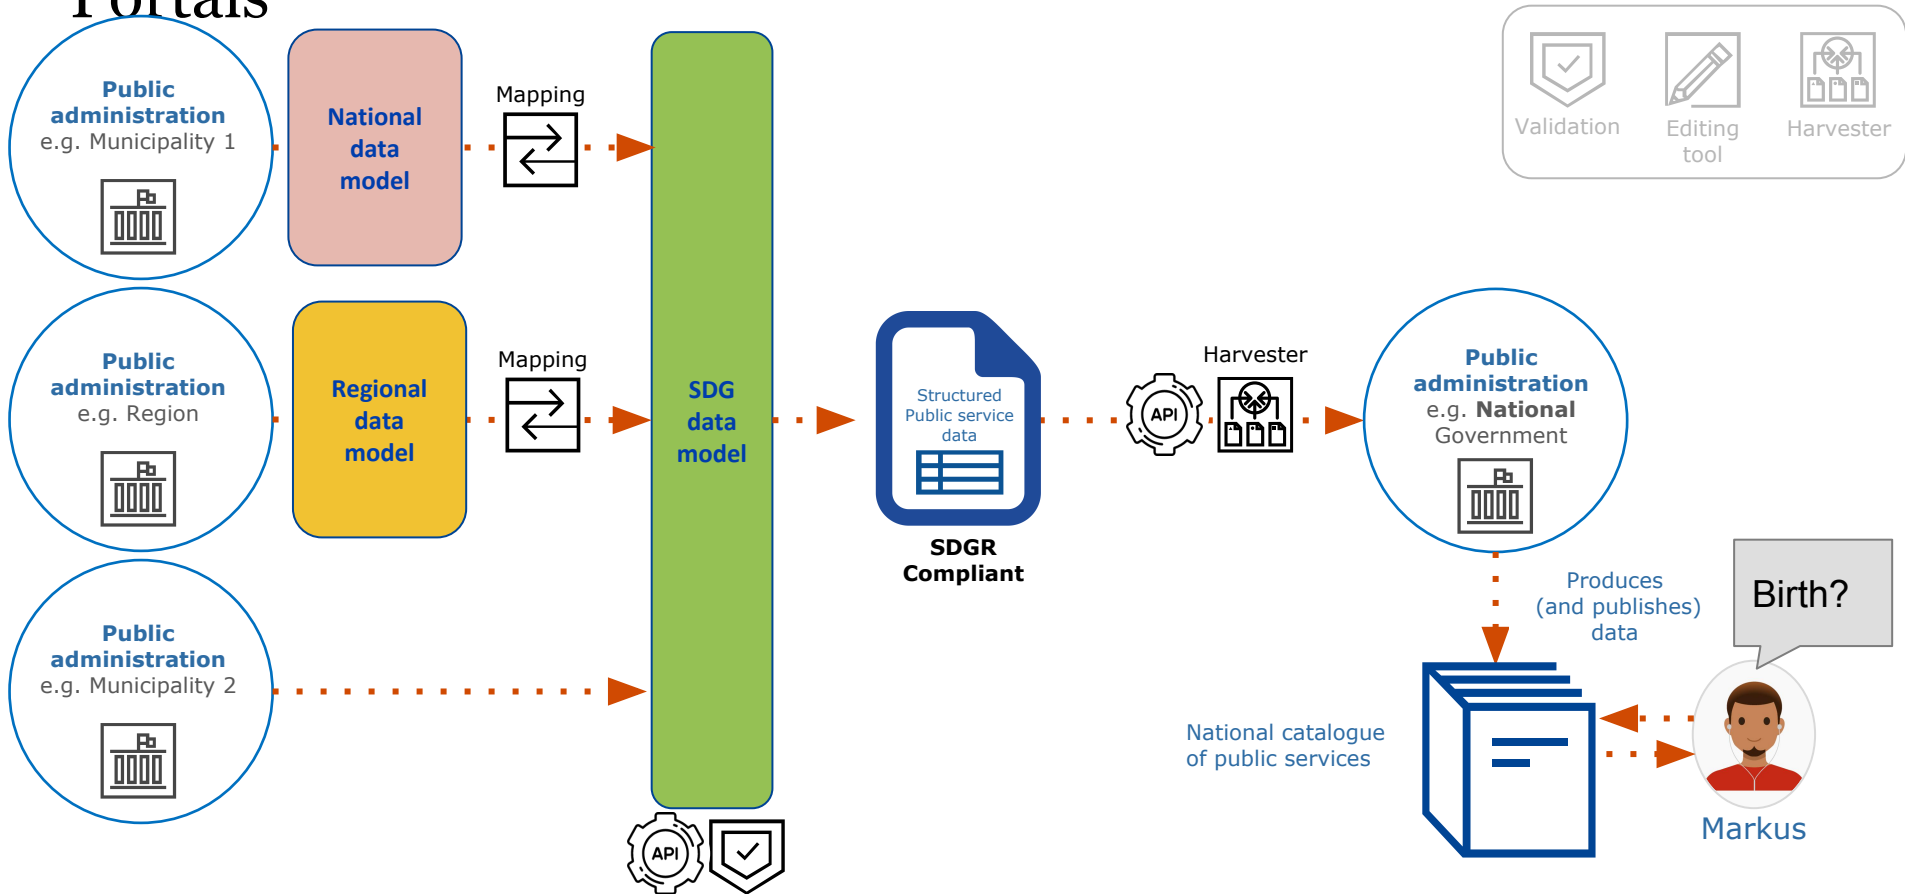 Portals
Public
administration
e.g. Municipality 1
National
data
model
Mapping
Validation
Editing
tool
Harvester
Public
administration
e.g. Region
Regional
data
model
Mapping
SDG
data
model
Structured
Public service
data
SDGR
Compliant
API
Harvester
Public
administration
e.g. National
Government
Public
administration
e.g. Municipality 2
API
Produces
(and publishes)
data
Birth?
National catalogue
of public services
Markus